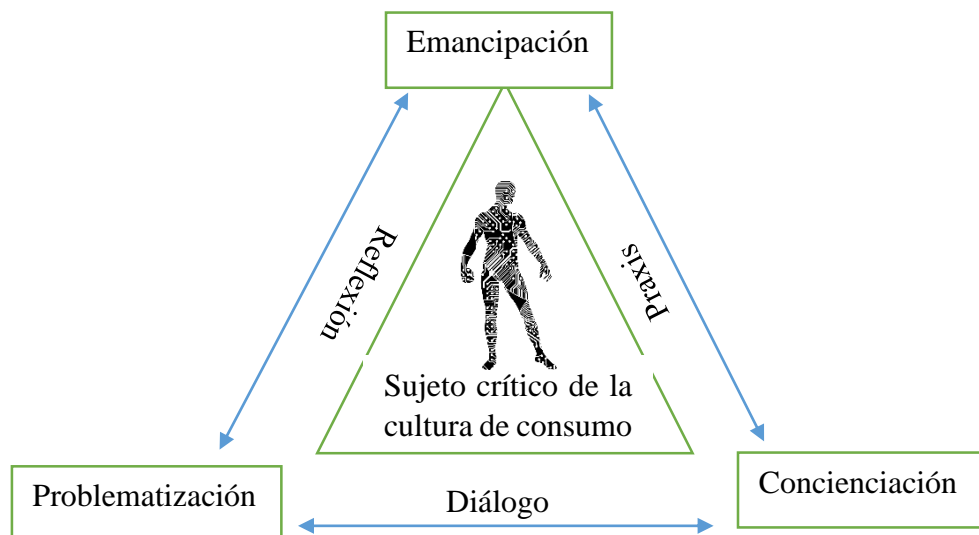 Emancipación
Reflexión
Praxis
Sujeto crítico de la
cultura de consumo
Problematización
Diálogo
Concienciación